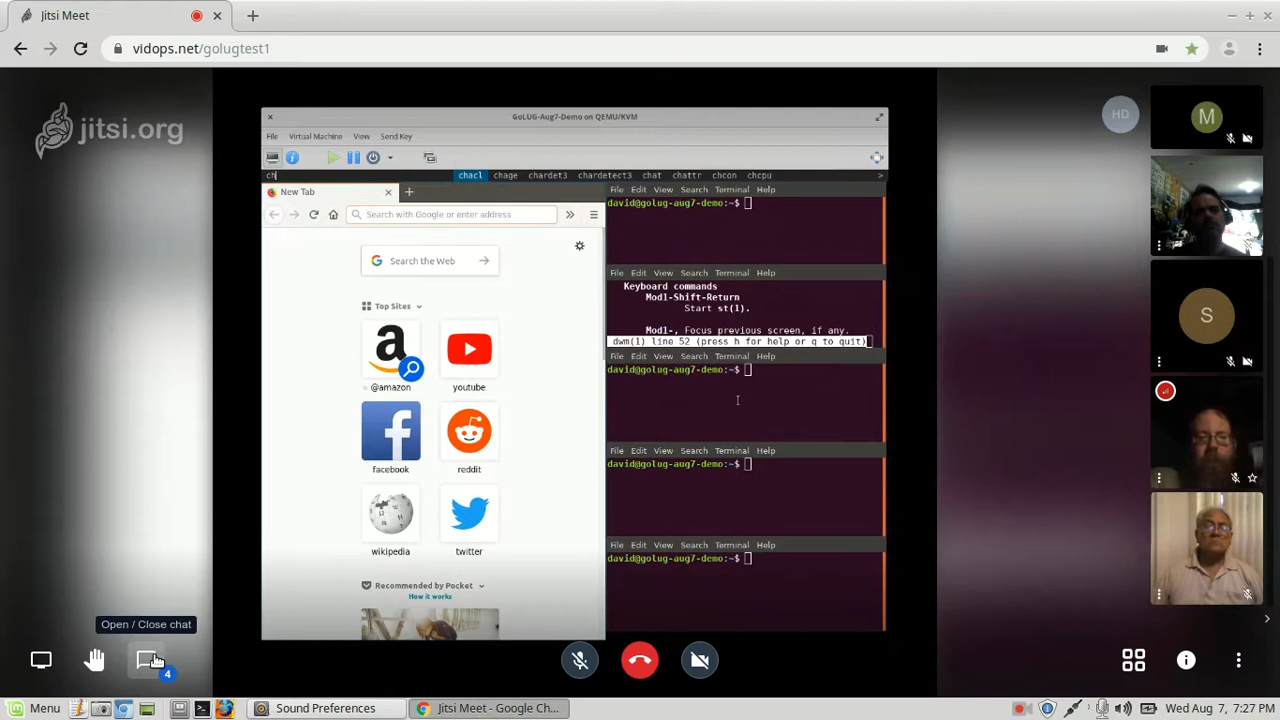 Jitsi Meet
vidops.net/golugtest1
jitsi.org
HD
M
GoLUG-Aug7-Demo on QEMU/KVM
File Virtual Machine View Send Key
ch chacl chage chardet3 chardetect3 chat chattr chcon chcpu >
New Tab
Search with Google or enter address
Search the Web
Top Sites
@amazon
youtube
facebook
reddit
wikipedia
twitter
Recommended by Pocket
How it works
File Edit View Search Terminal Help
david@golug-aug7-demo:~$
File Edit View Search Terminal Help
Keyboard commands
Mod1-Shift-Return
Start st(1).
Mod1-, Focus previous screen, if any.
dwm(1) line 52 (press h for help or q to quit)
File Edit View Search Terminal Help
david@golug-aug7-demo:~$
File Edit View Search Terminal Help
david@golug-aug7-demo:~$
File Edit View Search Terminal Help
david@golug-aug7-demo:~$
S
Open / Close chat
4
Menu
Sound Preferences
Jitsi Meet - Google Ch...
Wed Aug 7, 7:27 PM